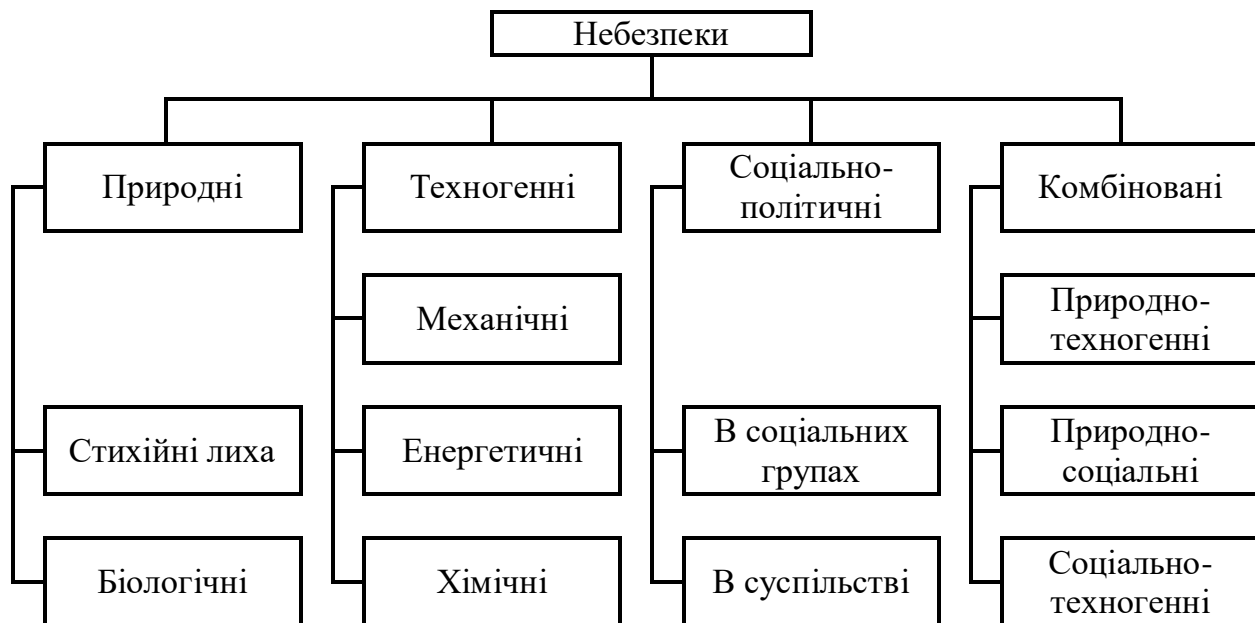 Небезпеки
Природні
Техногенні
Соціально-
політичні
Комбіновані
Механічні
Природно-
техногенні
Стихійні лиха
Енергетичні
В соціальних
групах
Природно-
соціальні
Біологічні
Хімічні
В суспільстві
Соціально-
техногенні